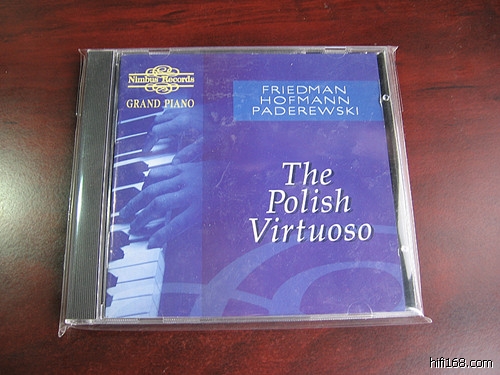 Nimbus Records
GRAND PIANO
FRIEDMAN
HOFMANN
PADEREWSKI
The
Polish
Virtuoso
hifi168.com